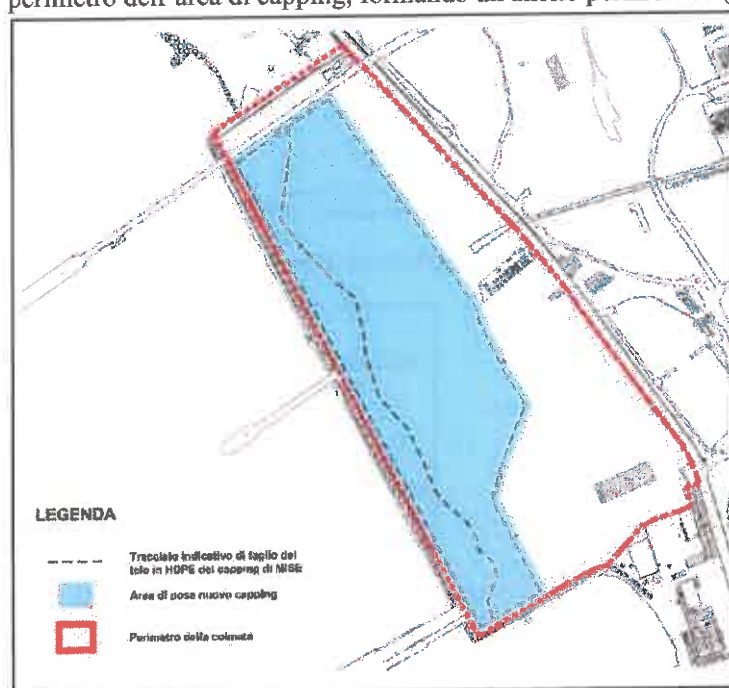 perimetro dell'area di capping, formando un
LEGENDA
Tracciato indicativo di taglio del
telo in HDPE del capping di MISE
Area di posa nuovo capping
Perimetro della colmata